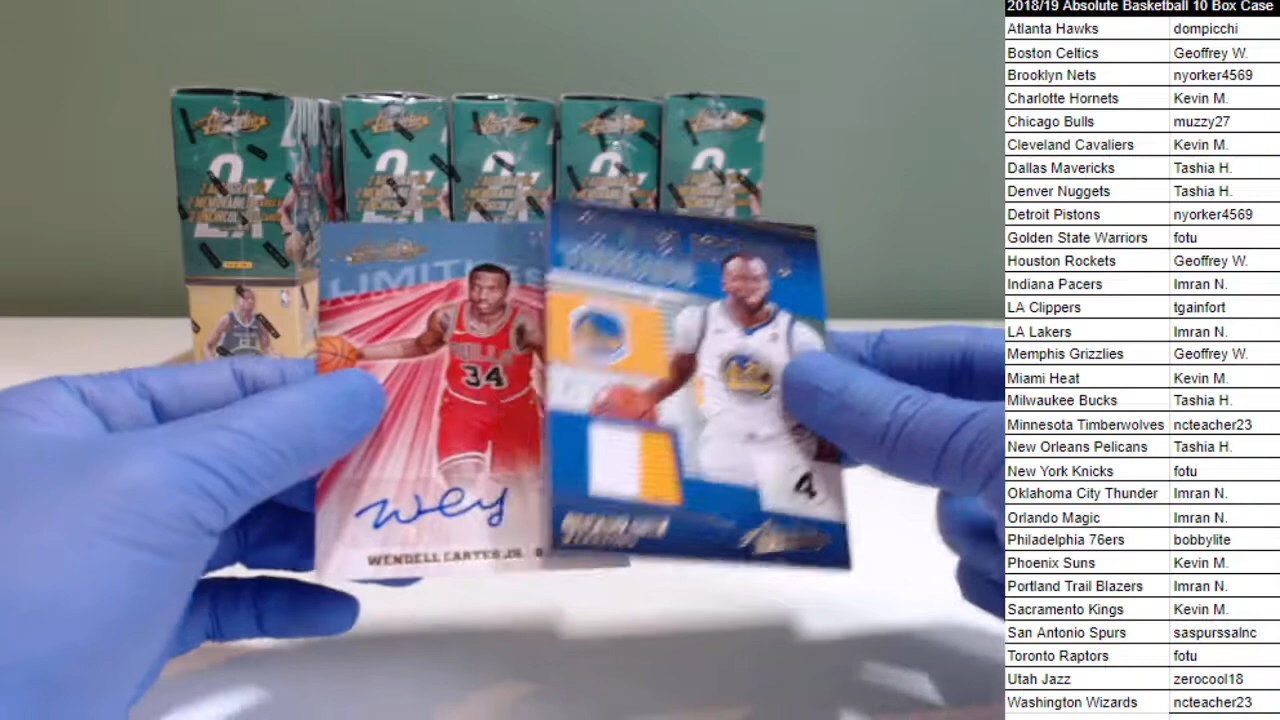 2018/19 Absolute Basketball 10 Box Case
Atlanta Hawks dompicchi
Boston Celtics Geoffrey W.
Brooklyn Nets nyorker4569
Charlotte Hornets Kevin M.
Chicago Bulls muzzy27
Cleveland Cavaliers Kevin M.
Dallas Mavericks Tashia H.
Denver Nuggets Tashia H.
Detroit Pistons nyorker4569
Golden State Warriors fotu
Houston Rockets Geoffrey W.
Indiana Pacers Imran N.
LA Clippers tgainfort
LA Lakers Imran N.
Memphis Grizzlies Geoffrey W.
Miami Heat Kevin M.
Milwaukee Bucks Tashia H.
Minnesota Timberwolves ncteacher23
New Orleans Pelicans Tashia H.
New York Knicks fotu
Oklahoma City Thunder Imran N.
Orlando Magic Imran N.
Philadelphia 76ers bobbylite
Phoenix Suns Kevin M.
Portland Trail Blazers Imran N.
Sacramento Kings Kevin M.
San Antonio Spurs saspurssalnc
Toronto Raptors fotu
Utah Jazz zerocool18
Washington Wizards ncteacher23
34
WENDELL CARTER JR.